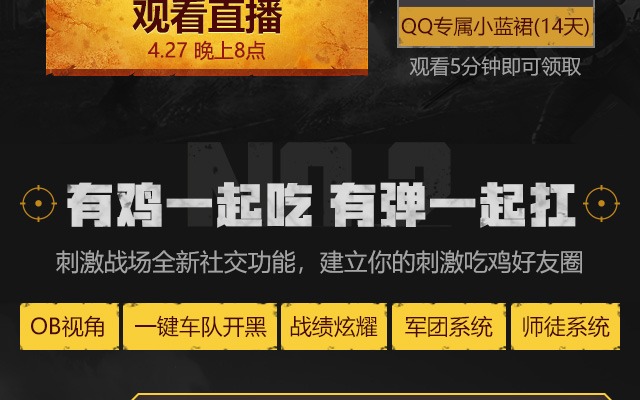 观看直播
4.27 晚上8点
QQ专属小蓝裙(14天)
观看5分钟即可领取
NO.2
有鸡一起吃 有弹一起扛
刺激战场全新社交功能，建立你的刺激吃鸡好友圈
OB视角
一键车队开黑
战绩炫耀
军团系统
师徒系统